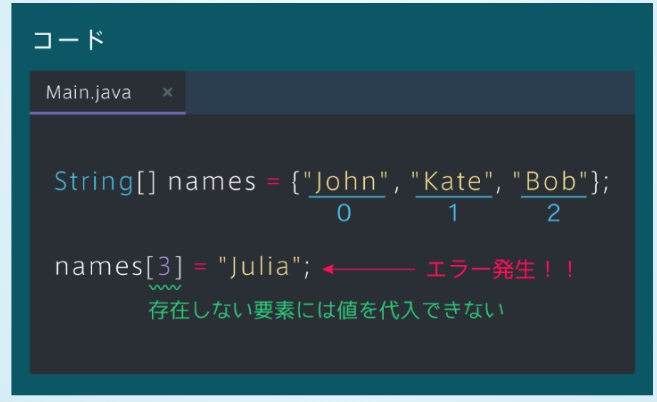 コード
Main.java ×
String[] names = {"John", "Kate", "Bob"};
0 1 2
names[3] = "Julia"; エラー発生！！
存在しない要素には値を代入できない